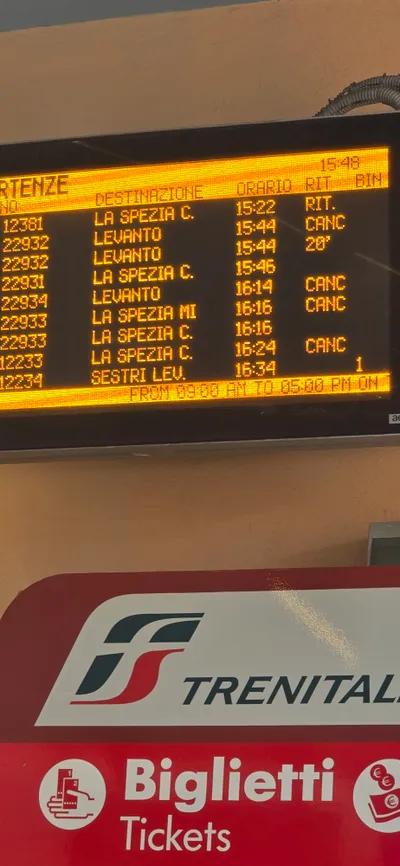 RTENZE 15:48
NO DESTINAZIONE ORARIO RIT BIN
12381 LA SPEZIA C. 15:22 RIT.
22932 LEVANTO 15:44 CANC
22932 LEVANTO 15:44 20'
22931 LA SPEZIA C. 15:46
22934 LEVANTO 16:14 CANC
22933 LA SPEZIA MI 16:16 CANC
22933 LA SPEZIA C. 16:16
12233 LA SPEZIA C. 16:24 CANC
12234 SESTRI LEV. 16:34 1
FROM 09:00 AM TO 05:00 PM ON
TRENITAL
Biglietti
Tickets